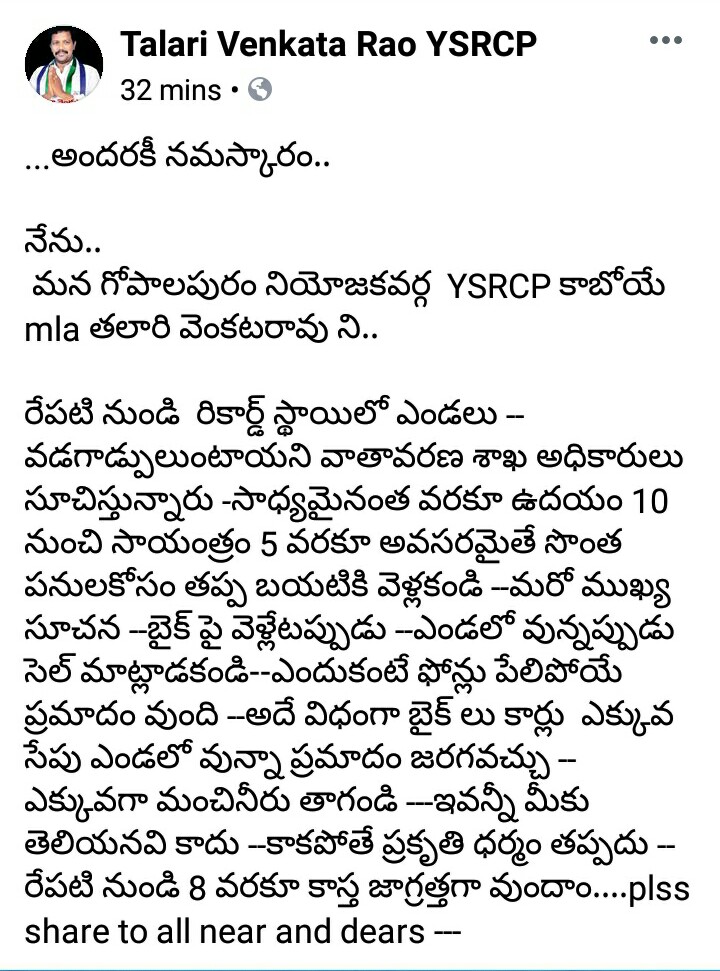 Talari Venkata Rao YSRCP
32 mins •
...అందరకీ నమస్కారం..
నేను..
మన గోపాలపురం నియోజకవర్గ YSRCP కాబోయే
mla తలారి వెంకటరావు ని..
రేపటి నుండి రికార్డ్ స్థాయిలో ఎండలు --
వడగాడ్పులుంటాయని వాతావరణ శాఖ అధికారులు
సూచిస్తున్నారు -సాధ్యమైనంత వరకూ ఉదయం 10
నుంచి సాయంత్రం 5 వరకూ అవసరమైతే సొంత
పనులకోసం తప్ప బయటికి వెళ్లకండి --మరో ముఖ్య
సూచన --బైక్ పై వెళ్లేటప్పుడు --ఎండలో వున్నప్పుడు
సెల్ మాట్లాడకండి--ఎందుకంటే ఫోన్లు పేలిపోయే
ప్రమాదం వుంది --అదే విధంగా బైక్ లు కార్లు ఎక్కువ
సేపు ఎండలో వున్నా ప్రమాదం జరగవచ్చు --
ఎక్కువగా మంచినీరు తాగండి ---ఇవన్నీ మీకు
తెలియనవి కాదు --కాకపోతే ప్రకృతి ధర్మం తప్పదు --
రేపటి నుండి 8 వరకూ కాస్త జాగ్రత్తగా వుందాం....plss
share to all near and dears ---